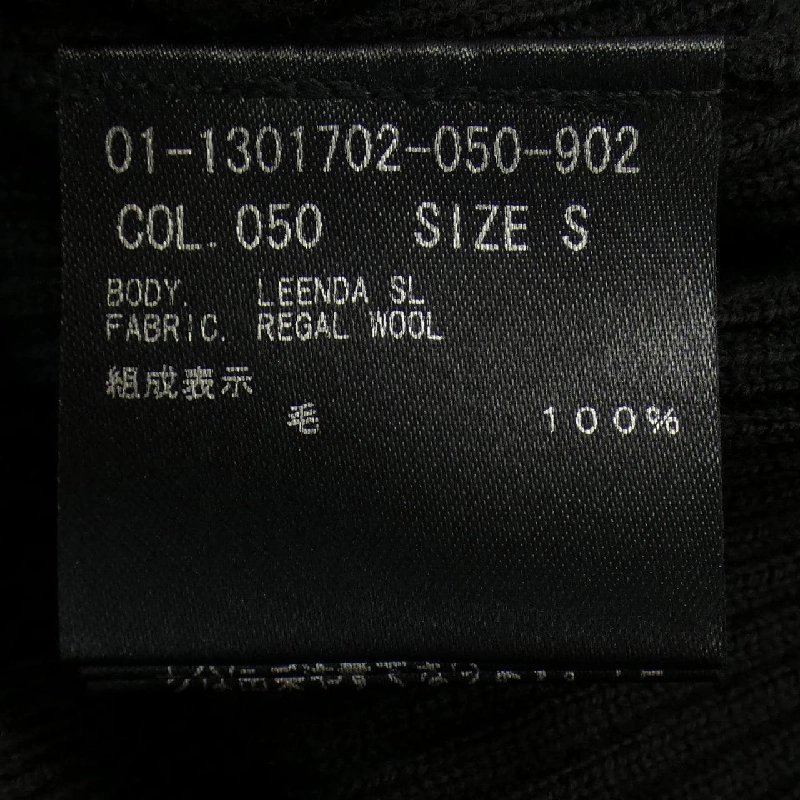 01-1301702-050-902
COL. 050 SIZE S
BODY. LEENDA SL
FABRIC. REGAL WOOL
組成表示
毛 100%